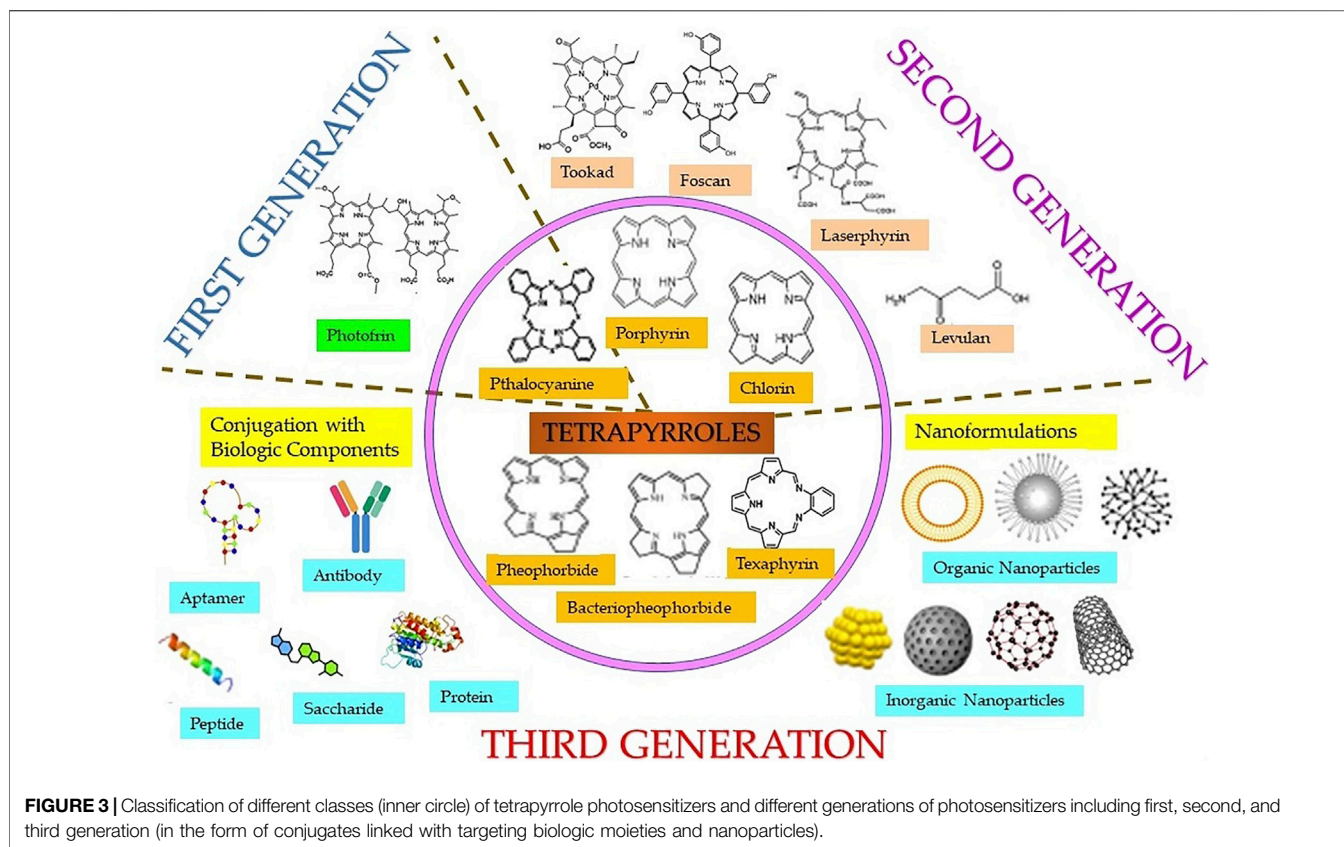 FIRST GENERATION
SECOND GENERATION
Tookad
Foscan
Laserphyrin
Levulan
Photofrin
Porphyrin
Pthalocyanine
Chlorin
TETRAPYRROLES
Pheophorbide
Bacteriopheophorbide
Texaphyrin
Conjugation with
Biologic Components
Aptamer
Antibody
Peptide
Saccharide
Protein
Nanoformulations
Organic Nanoparticles
Inorganic Nanoparticles
THIRD GENERATION
FIGURE 3 | Classification of different classes (inner circle) of tetrapyrrole photosensitizers and different generations of photosensitizers including first, second, and
third generation (in the form of conjugates linked with targeting biologic moieties and nanoparticles).